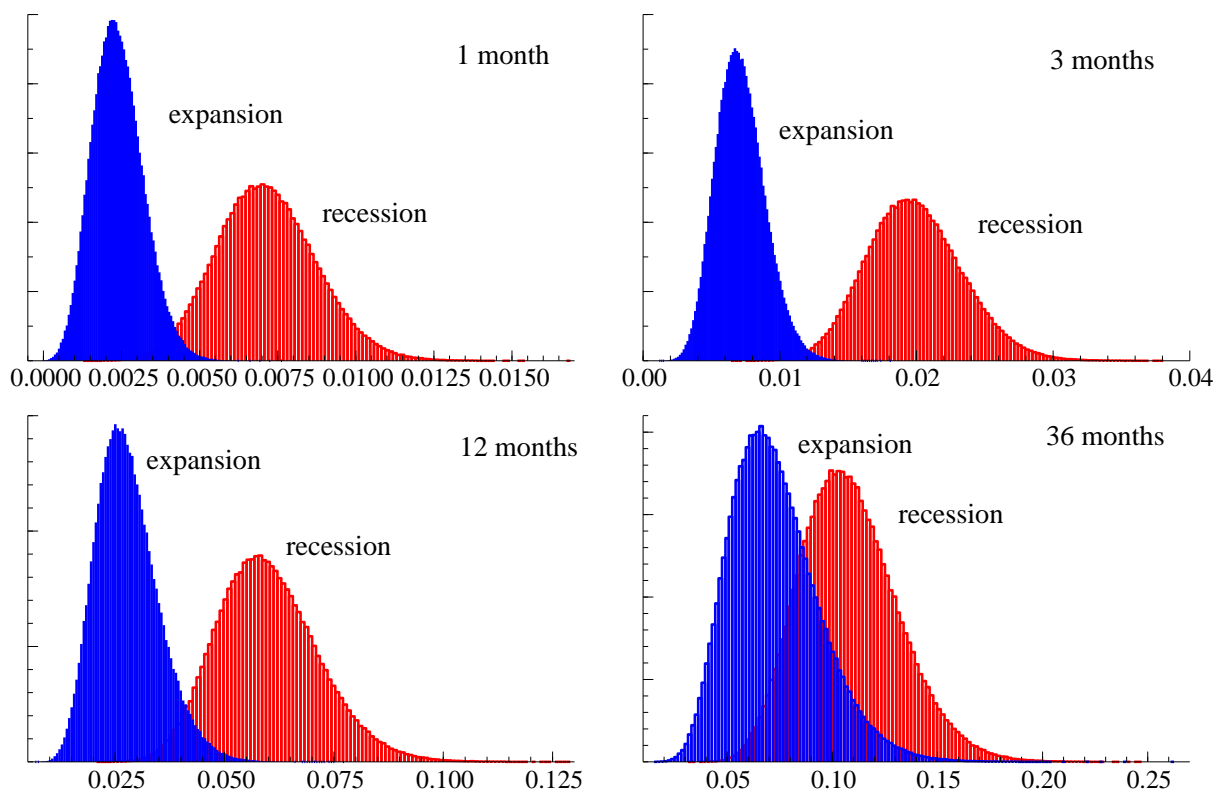 1 month
expansion
recession
0.0000 0.0025 0.0050 0.0075 0.0100 0.0125 0.0150
3 months
expansion
recession
0.00 0.01 0.02 0.03 0.04
12 months
expansion
recession
0.025 0.050 0.075 0.100 0.125
36 months
expansion
recession
0.05 0.10 0.15 0.20 0.25